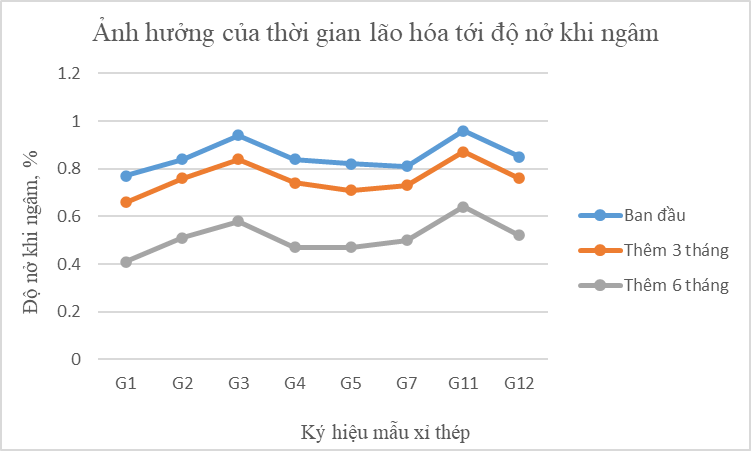 Ảnh hưởng của thời gian lão hóa tới độ nở khi ngâm
1.2
1
0.8
0.6
0.4
0.2
0
Độ nở khi ngâm, %
G1 G2 G3 G4 G5 G7 G11 G12
Ký hiệu mẫu xỉ thép
Ban đầu
Thêm 3 tháng
Thêm 6 tháng